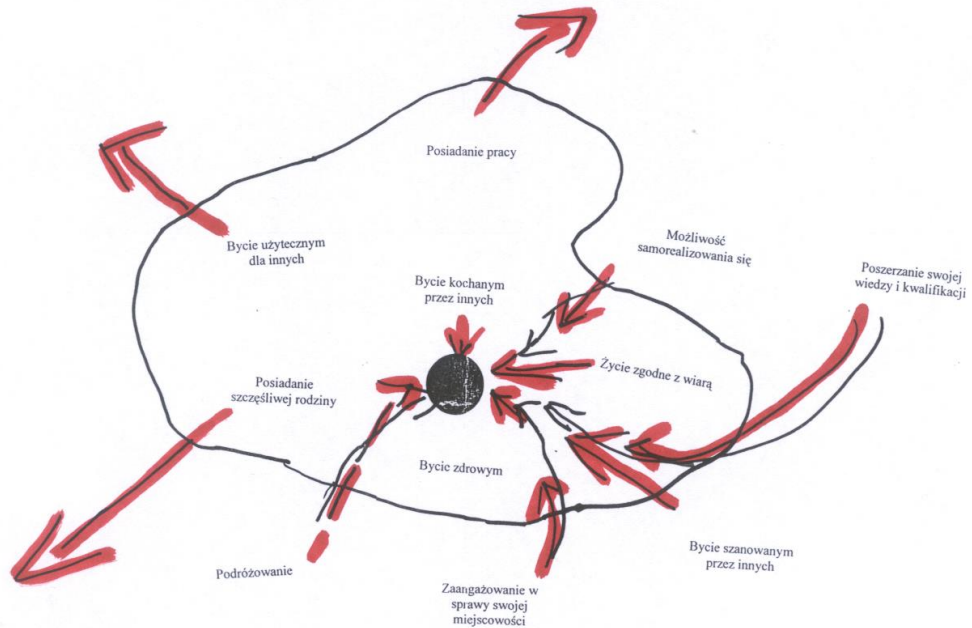 Posiadanie pracy
Bycie użytecznym
dla innych
Możliwość
samorealizowania się
Poszerzanie swojej
wiedzy i kwalifikacji
Bycie kochanym
przez innych
Życie zgodne z wiarą
Posiadanie
szczęśliwej rodziny
Bycie zdrowym
Bycie szanowanym
przez innych
Podróżowanie
Zaangażowanie w
sprawy swojej
miejscowości